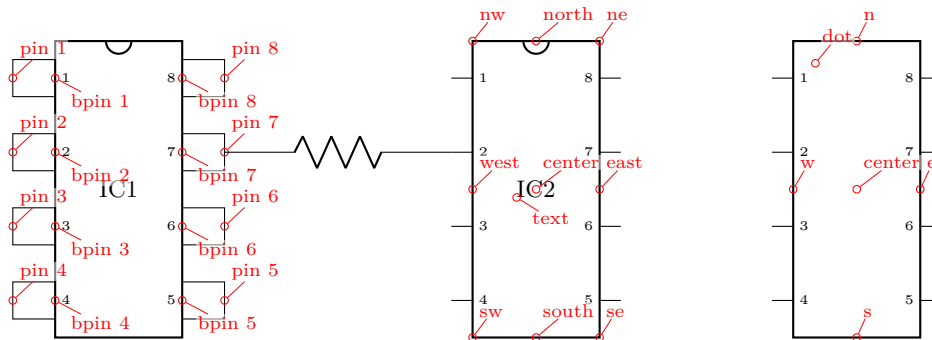 nw north ne n
pin 1 pin 8 dot
1 8 1 8 1 8
bpin 1 bpin 8
pin 2 pin 7
2 7 2 7 2 7
bpin 2 bpin 7 west center east w center e
IC1 IC2
pin 3 pin 6 text
3 6 3 6 3 6
bpin 3 bpin 6
pin 4 pin 5
4 5 4 5 4 5
bpin 4 bpin 5 sw south se s